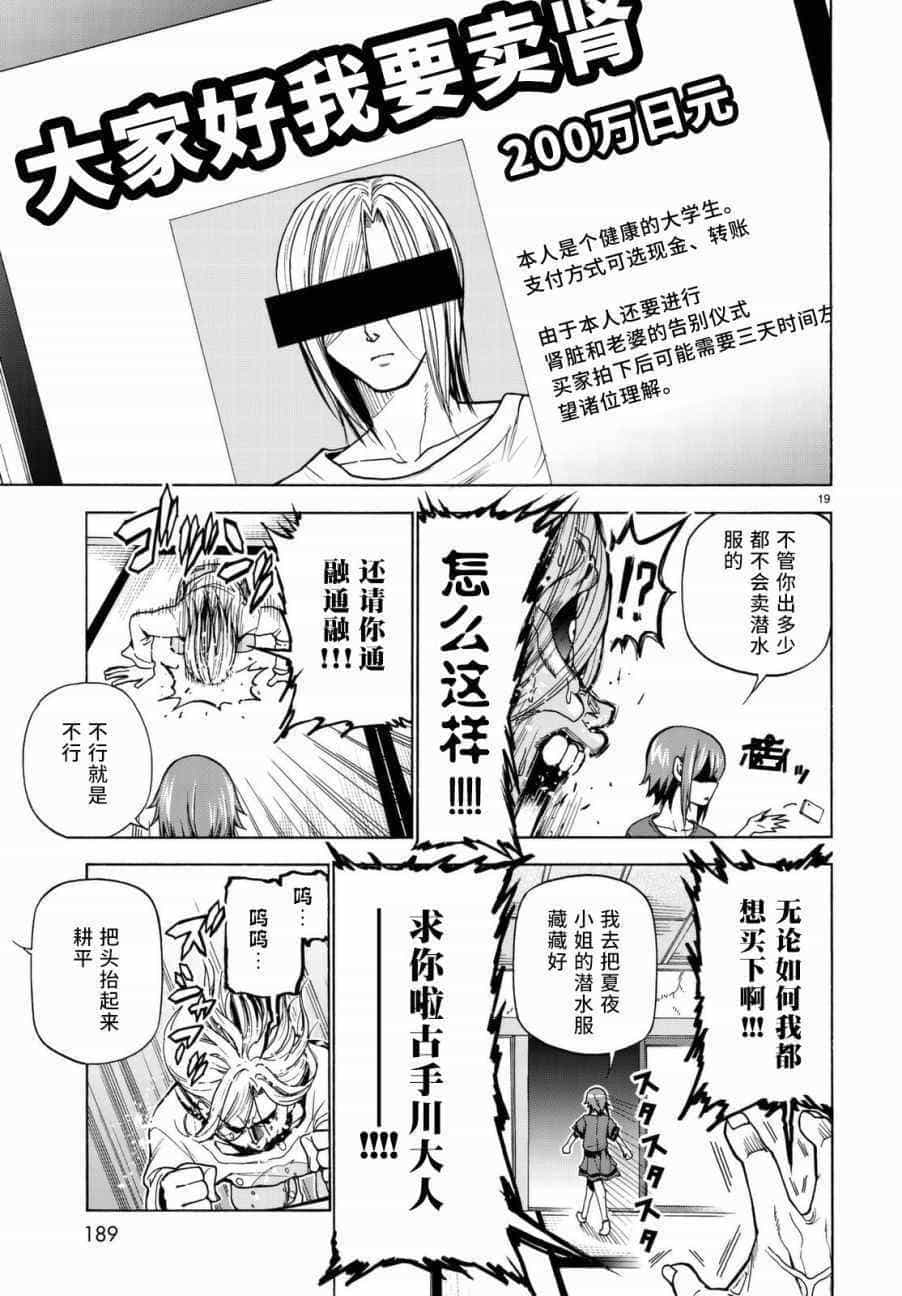 大家好我要卖肾
200万日元
本人是个健康的大学生。
支付方式可选现金、转账
由于本人还要进行
肾脏和老婆的告别仪式
买家拍下后可能需要三天时间左
望诸位理解。
19
不管你出多少
都不会卖潜水
服的
!?
怎么这样
!!!!
还请你通
融通融!!!
不行就是
不行
无论如何我都
想买下啊!!!
我去把夏夜
小姐的潜水服
藏藏好
スタスタスタ
求你啦古手川大人
————!!!!
呜…
呜呜…
把头抬起来
耕平
189